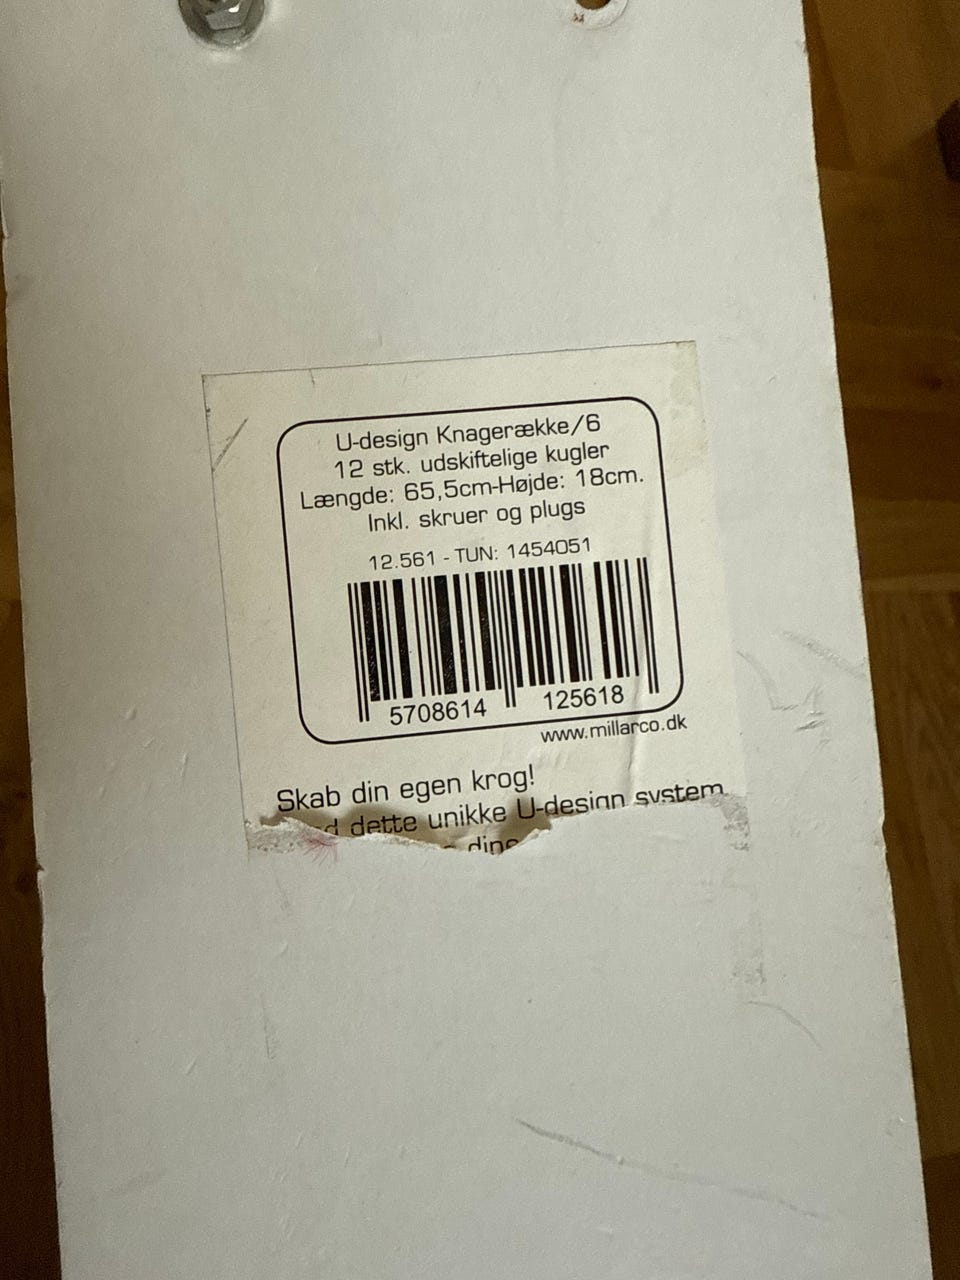 U-design Knagerække/6
12 stk. udskiftelige kugler
Længde: 65,5cm-Højde: 18cm.
Inkl. skruer og plugs
12.561 - TUN: 1454051
5708614 125618
www.millarco.dk
Skab din egen krog!
dette unikke U-design system